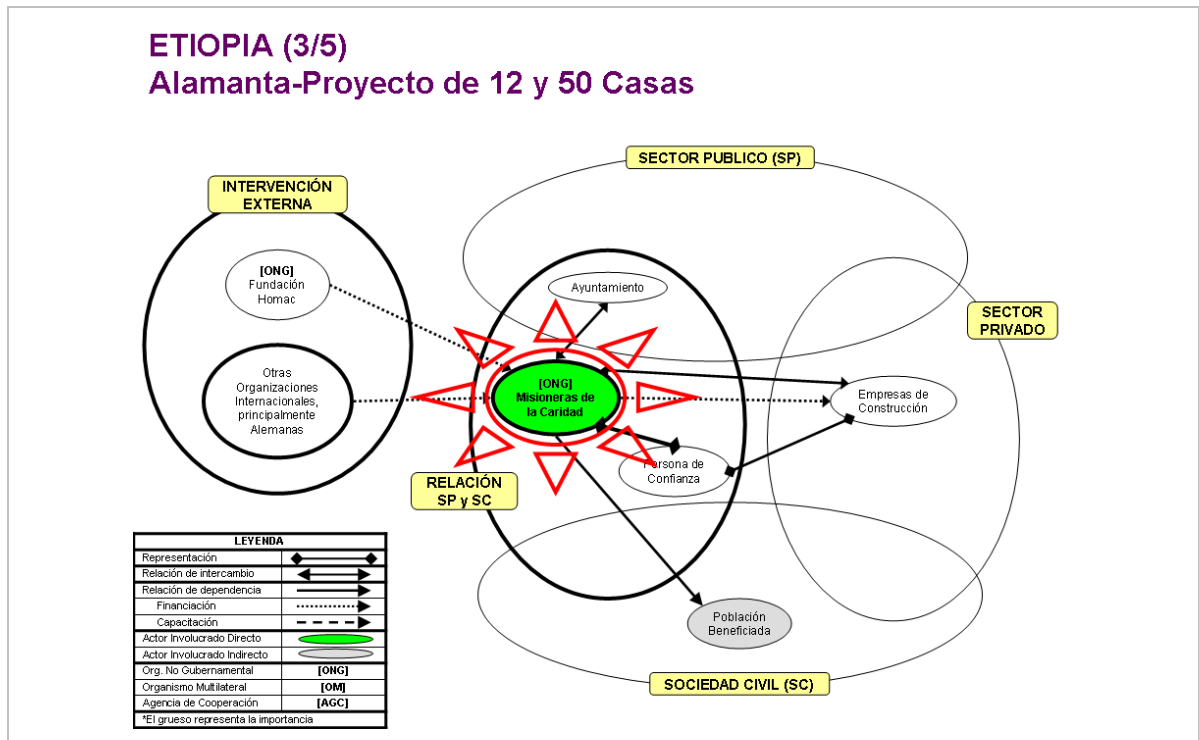 ETIOPIA (3/5)
Alamanta-Proyecto de 12 y 50 Casas
SECTOR PUBLICO (SP)
INTERVENCIÓN
EXTERNA
[ONG]
Fundación
Homac
Ayuntamiento
SECTOR
PRIVADO
Otras
Organizaciones
Internacionales,
principalmente
Alemanas
[ONG]
Misioneras de
la Caridad
Empresas de
Construcción
Persona de
Confianza
RELACIÓN
SP y SC
Población
Beneficiada
SOCIEDAD CIVIL (SC)
LEYENDA
Representación
Relación de intercambio
Relación de dependencia
Financiación
Capacitación
Actor Involucrado Directo
Actor Involucrado Indirecto
Org. No Gubernamental [ONG]
Organismo Multilateral [OM]
Agencia de Cooperación [AGC]
*El grueso representa la importancia